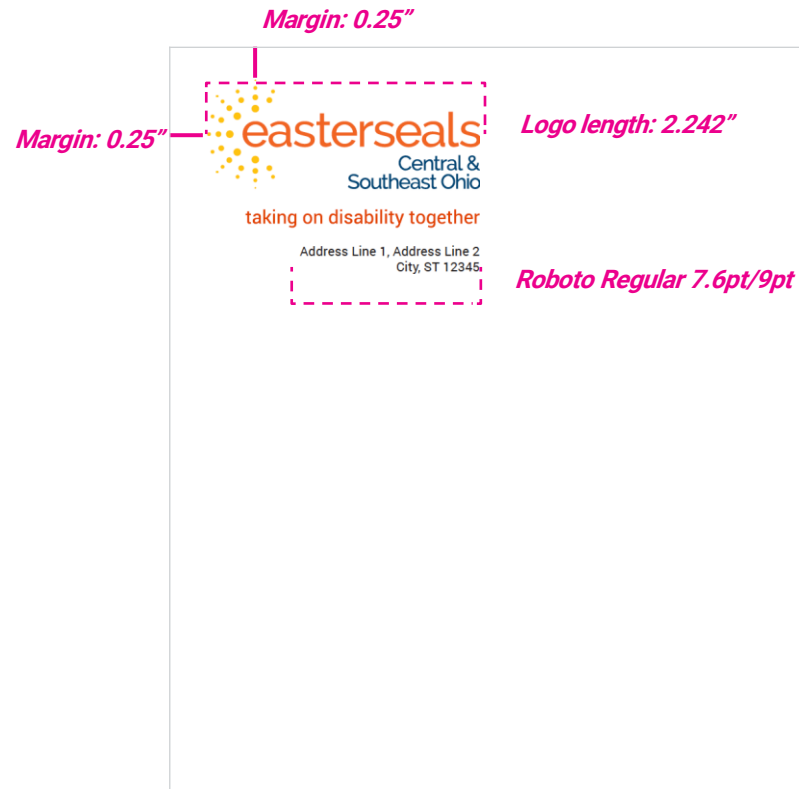 Margin: 0.25”
Margin: 0.25”
easterseals
Central &
Southeast Ohio
Logo length: 2.242”
taking on disability together
Address Line 1, Address Line 2
City, ST 12345
Roboto Regular 7.6pt/9pt